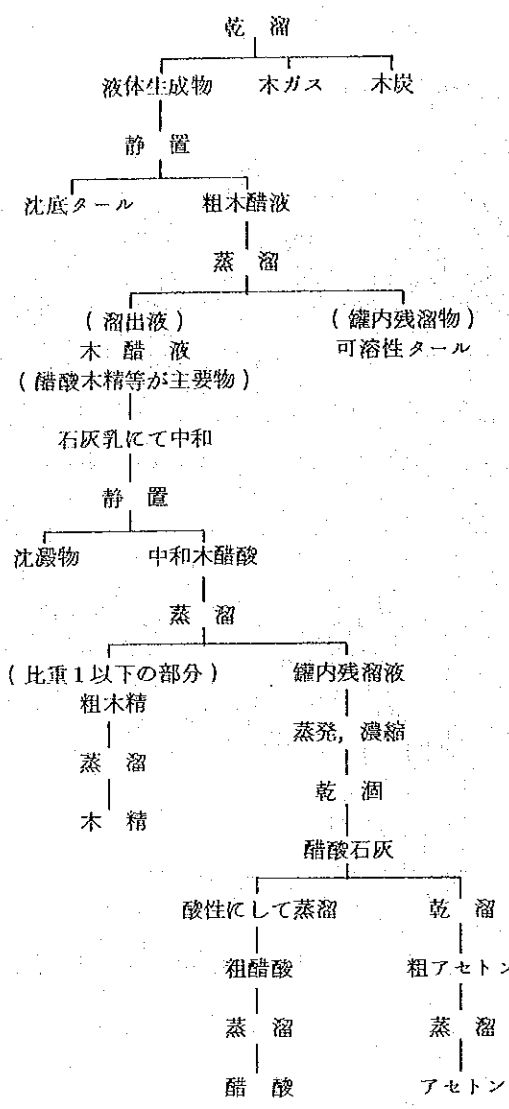 乾 溜
液体生成物 木ガス 木炭
静 置
沈底タール 粗木醋液
蒸 溜
(溜出液) (罐内残溜物)
木 醋 液 可溶性タール
(醋酸木精等が主要物)
石灰乳にて中和
静 置
沈澱物 中和木醋酸
蒸 溜
(比重1以下の部分) 罐内残溜液
粗木精 蒸発,濃縮
蒸 溜 乾 涸
木 精 醋酸石灰
酸性にして蒸溜 乾 溜
粗醋酸 粗アセトン
蒸 溜 蒸 溜
醋 酸 アセトン